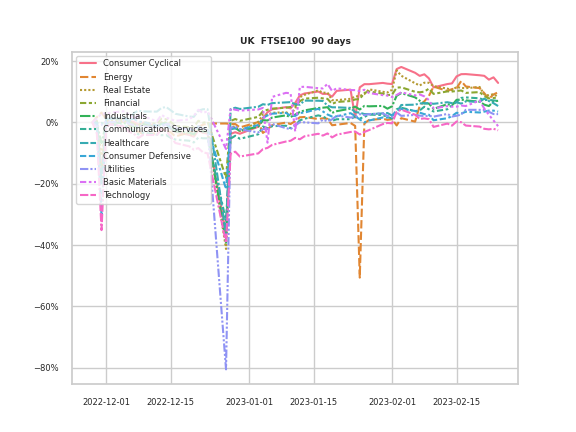 UK FTSE100 90 days
20%
0%
−20%
−40%
−60%
−80%
Consumer Cyclical
Energy
Real Estate
Financial
Industrials
Communication Services
Healthcare
Consumer Defensive
Utilities
Basic Materials
Technology
2022-12-01 2022-12-15 2023-01-01 2023-01-15 2023-02-01 2023-02-15